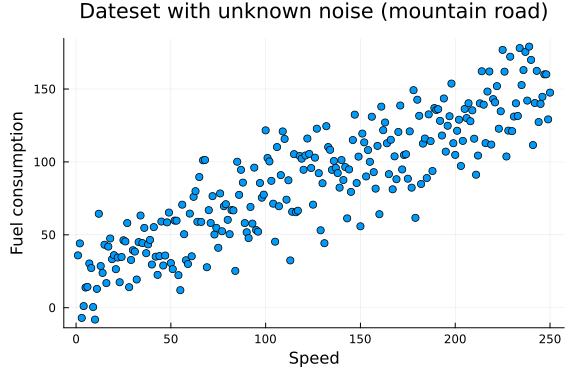 Dateset with unknown noise (mountain road)
150
100
50
0
Fuel consumption
0 50 100 150 200 250
Speed